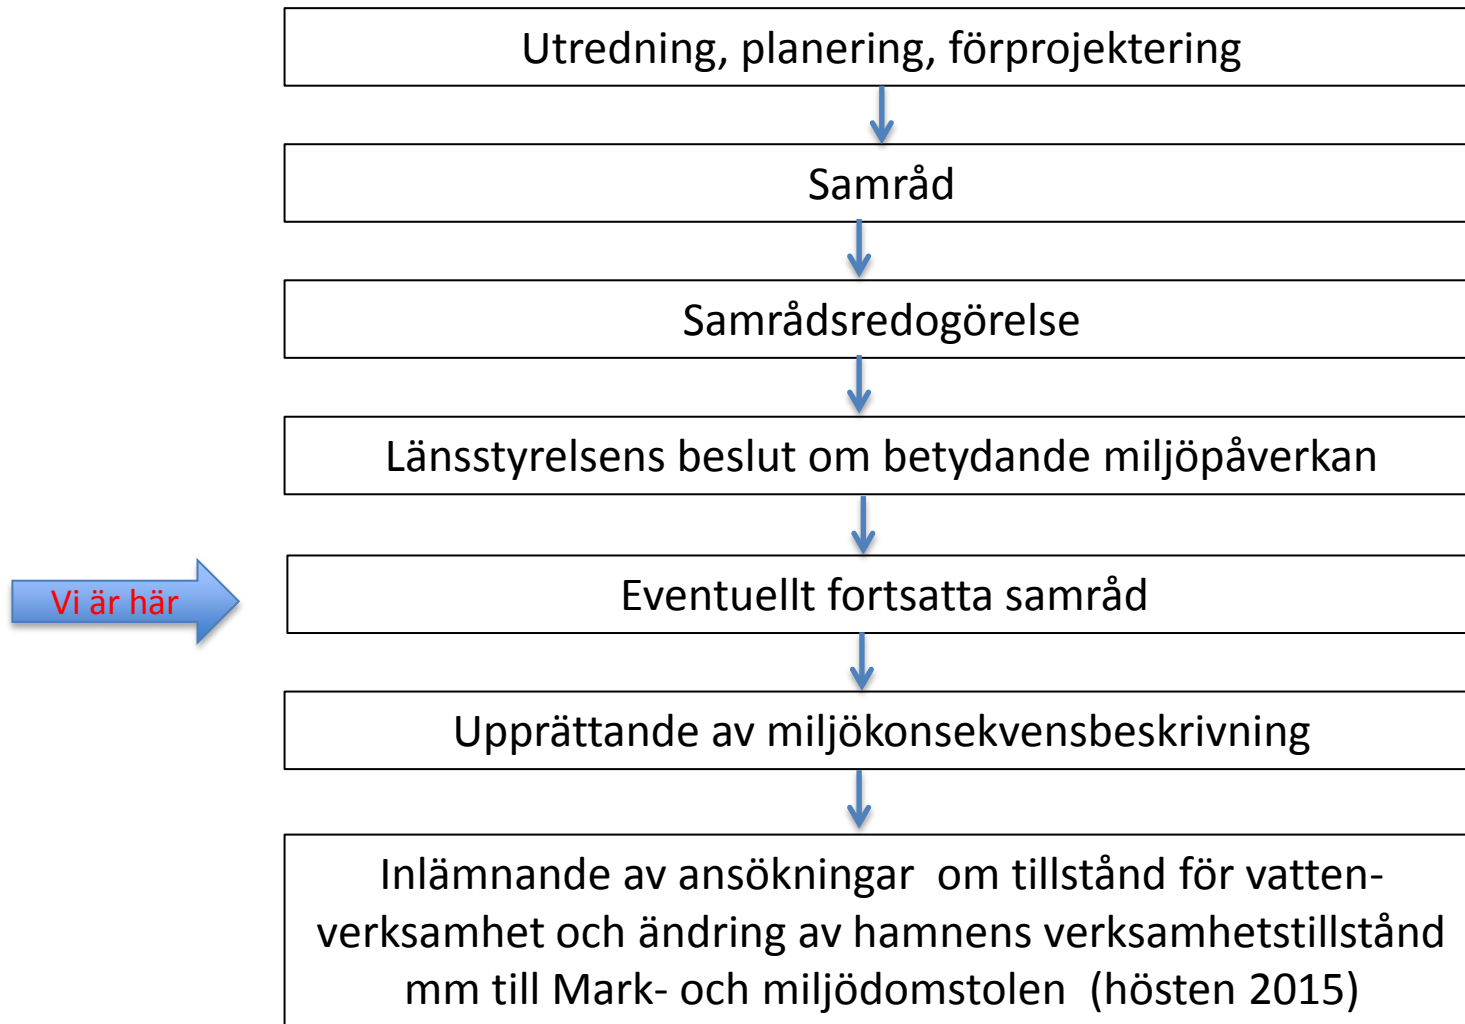 Utredning, planering, förprojektering
Samråd
Samrådsredogörelse
Länsstyrelsens beslut om betydande miljöpåverkan
Vi är här
Eventuellt fortsatta samråd
Upprättande av miljökonsekvensbeskrivning
Inlämnande av ansökningar om tillstånd för vatten-
verksamhet och ändring av hamnens verksamhetstillstånd
mm till Mark- och miljödomstolen (hösten 2015)